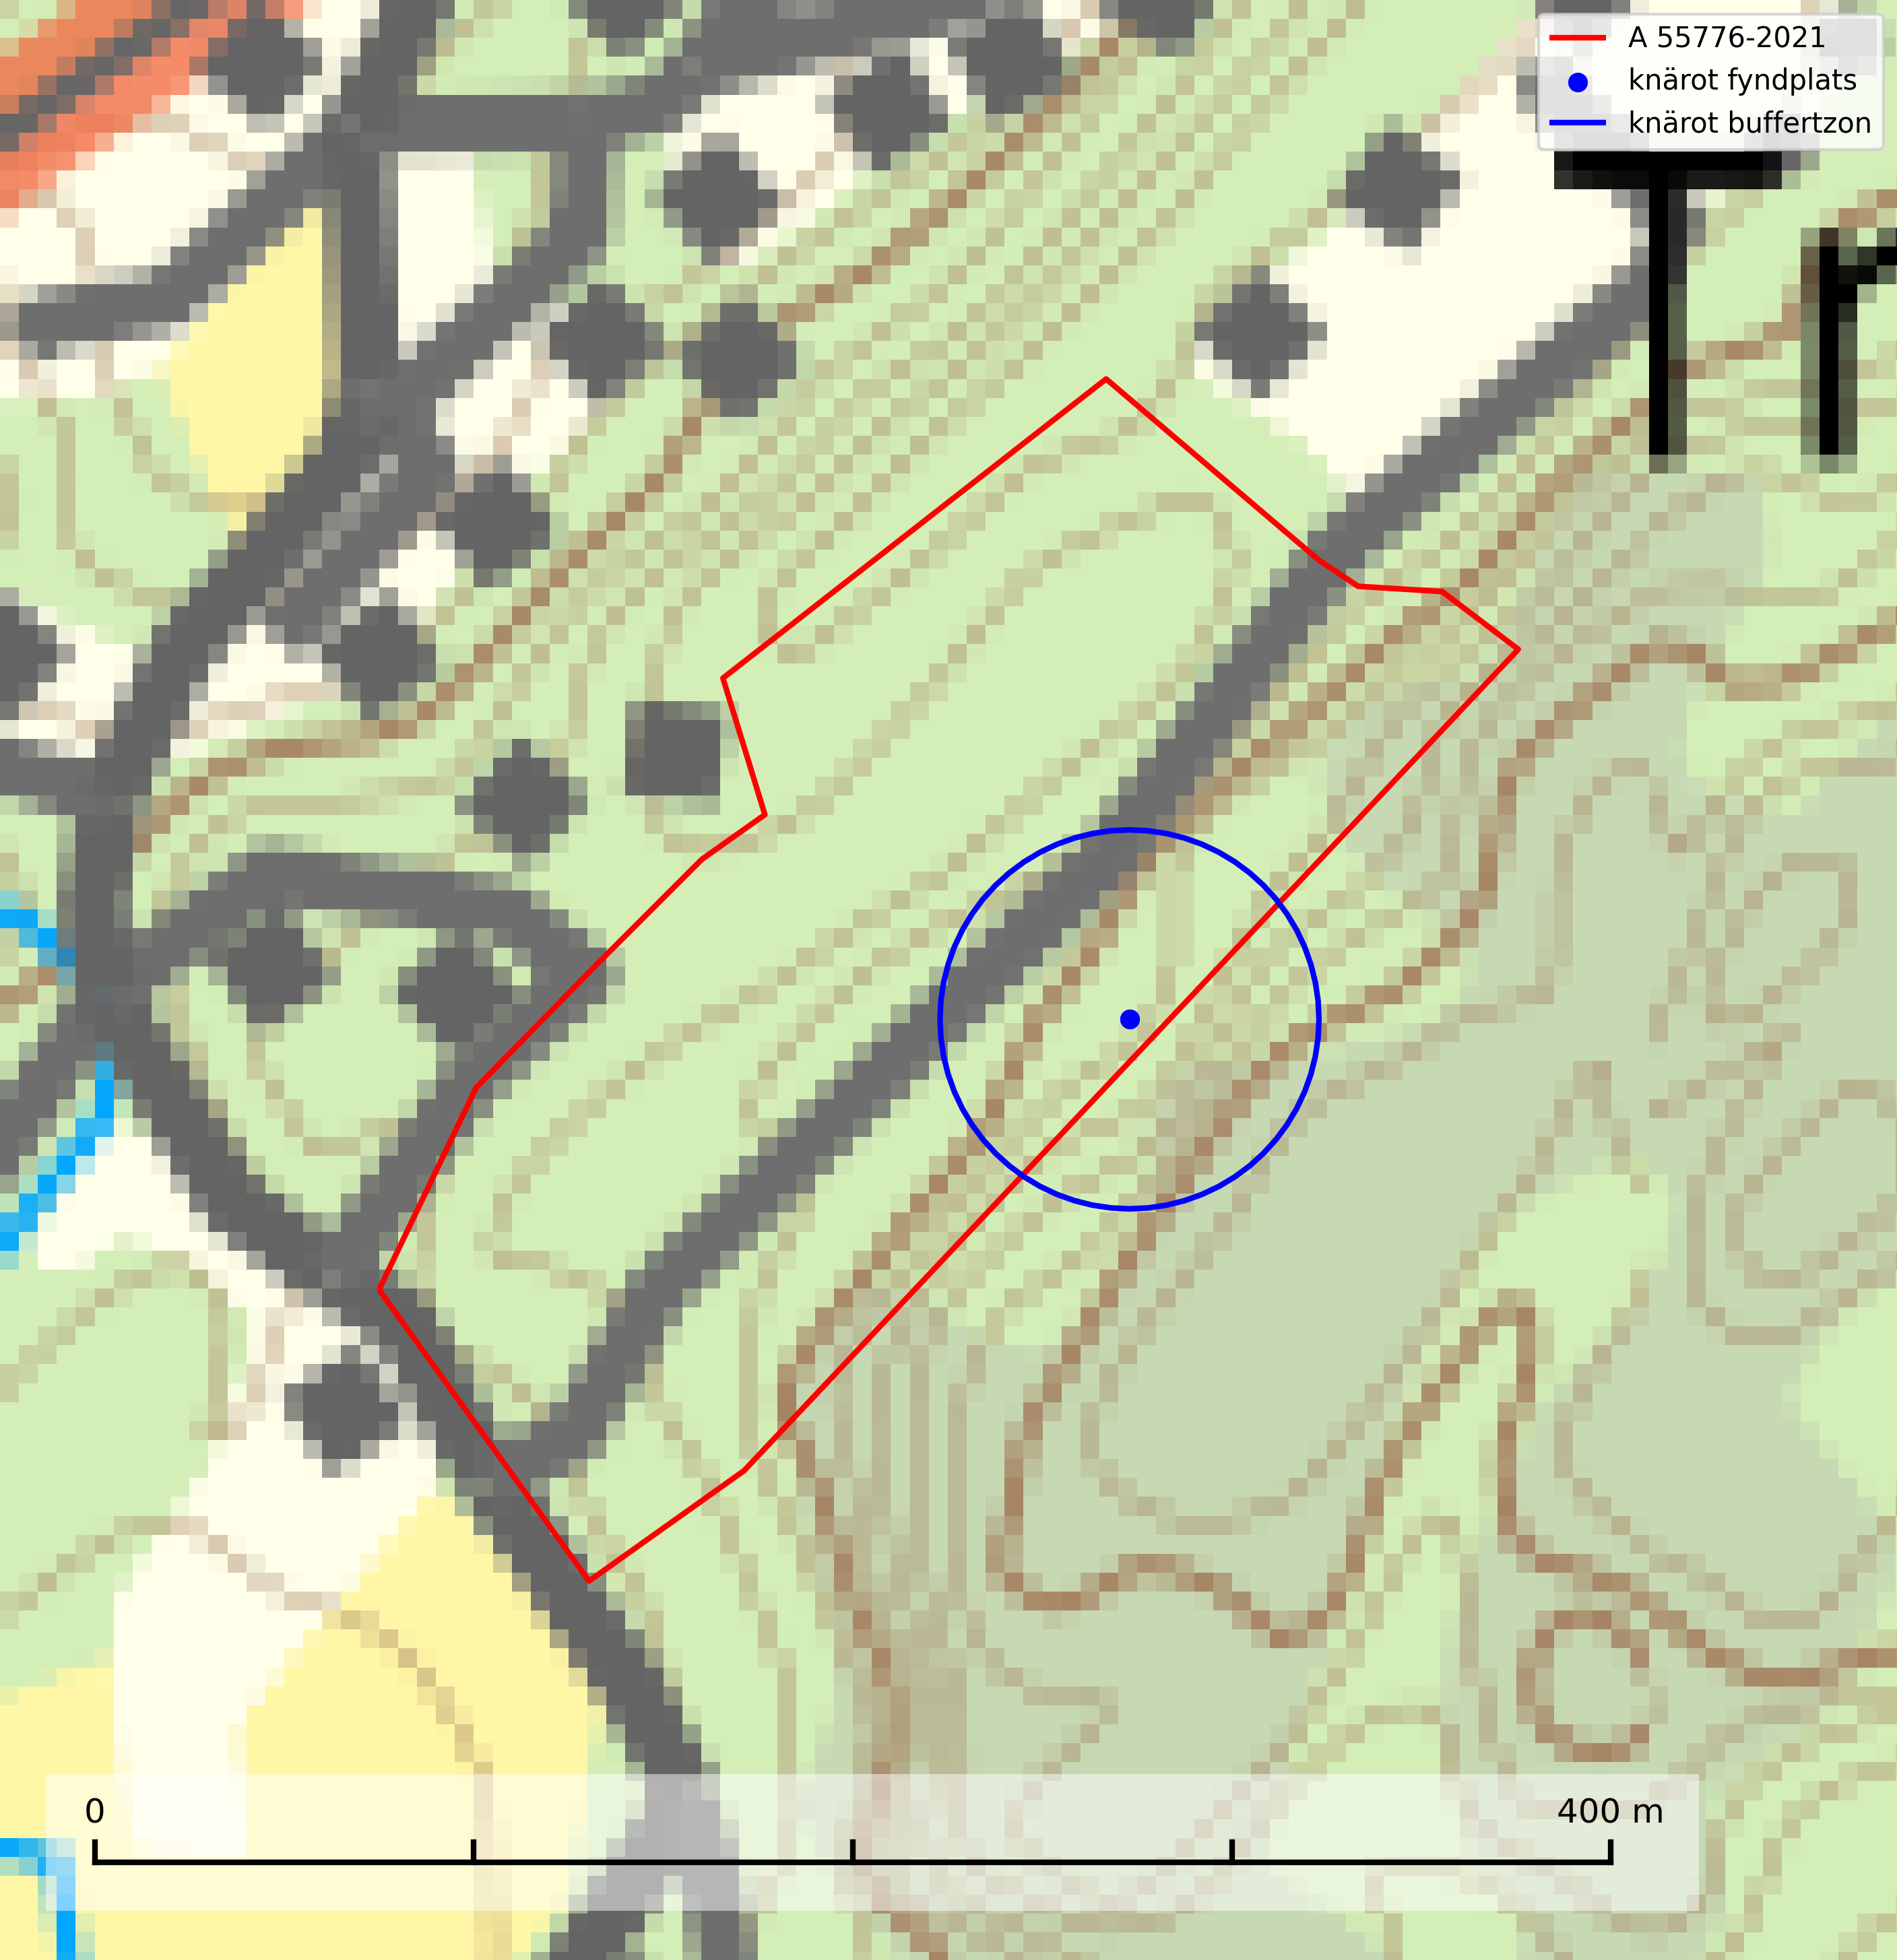 A 55776-2021
knärot fyndplats
knärot buffertzon
0
400 m